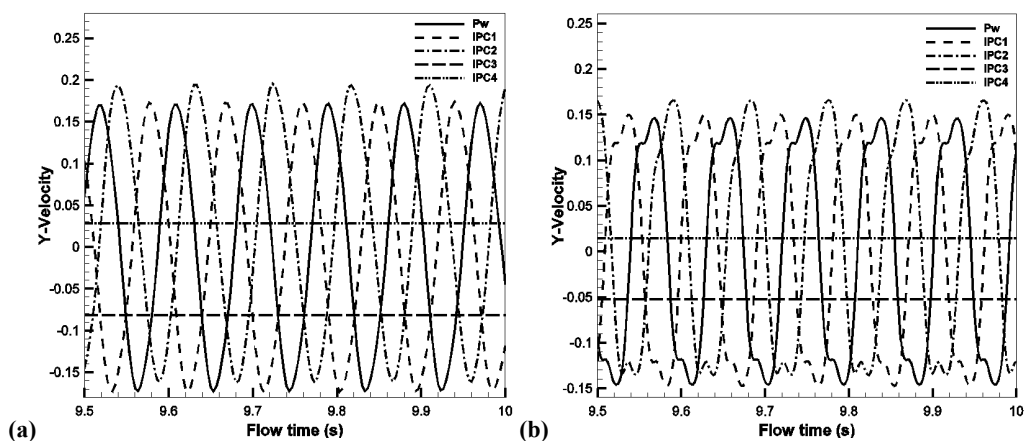 Pw
IPC1
IPC2
IPC3
IPC4
0.25
0.2
0.15
0.1
0.05
0
-0.05
-0.1
-0.15
Y-Velocity
9.5
9.6
9.7
9.8
9.9
10
Flow time (s)
(a)
Pw
IPC1
IPC2
IPC3
IPC4
0.25
0.2
0.15
0.1
0.05
0
-0.05
-0.1
-0.15
Y-Velocity
9.5
9.6
9.7
9.8
9.9
10
Flow time (s)
(b)